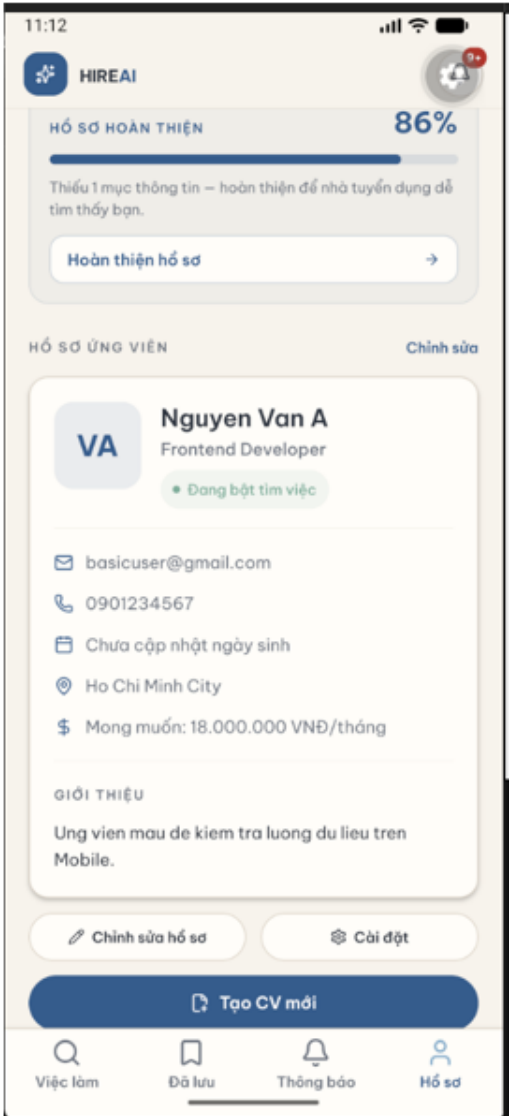 11:12
HIREAI
9+
HỒ SƠ HOÀN THIỆN
86%
Thiếu 1 mục thông tin — hoàn thiện để nhà tuyển dụng dễ
tìm thấy bạn.
Hoàn thiện hồ sơ
HỒ SƠ ỨNG VIÊN
Chỉnh sửa
VA
Nguyen Van A
Frontend Developer
Đang bật tìm việc
basicuser@gmail.com
0901234567
Chưa cập nhật ngày sinh
Ho Chi Minh City
Mong muốn: 18.000.000 VNĐ/tháng
GIỚI THIỆU
Ung vien mau de kiem tra luong du lieu tren
Mobile.
Chỉnh sửa hồ sơ
Cài đặt
Tạo CV mới
Việc làm
Đã lưu
Thông báo
Hồ sơ